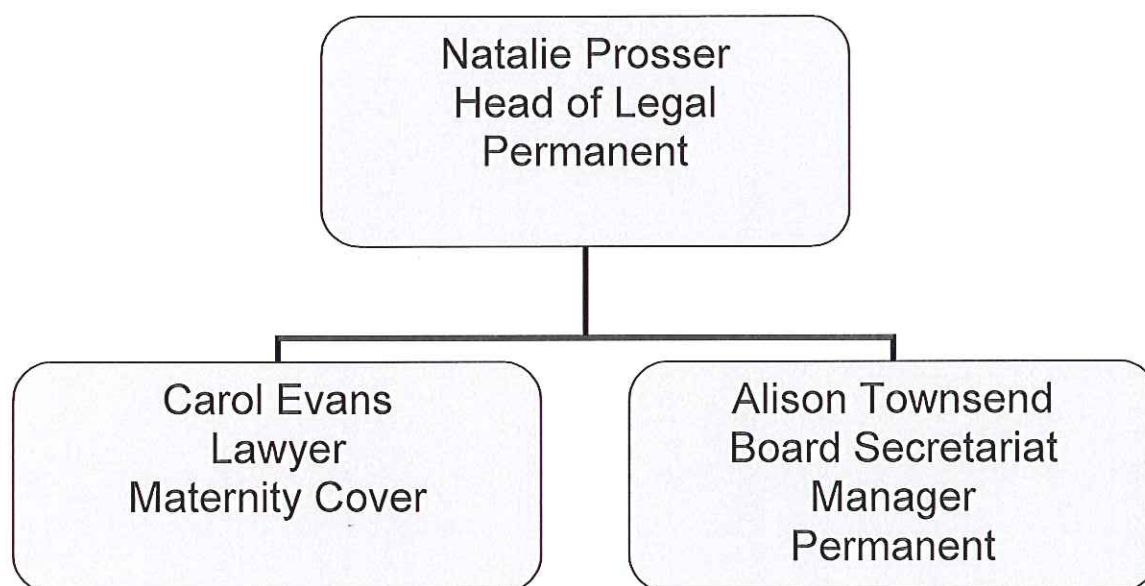 Natalie Prosser
Head of Legal
Permanent
Carol Evans
Lawyer
Maternity Cover
Alison Townsend
Board Secretariat
Manager
Permanent